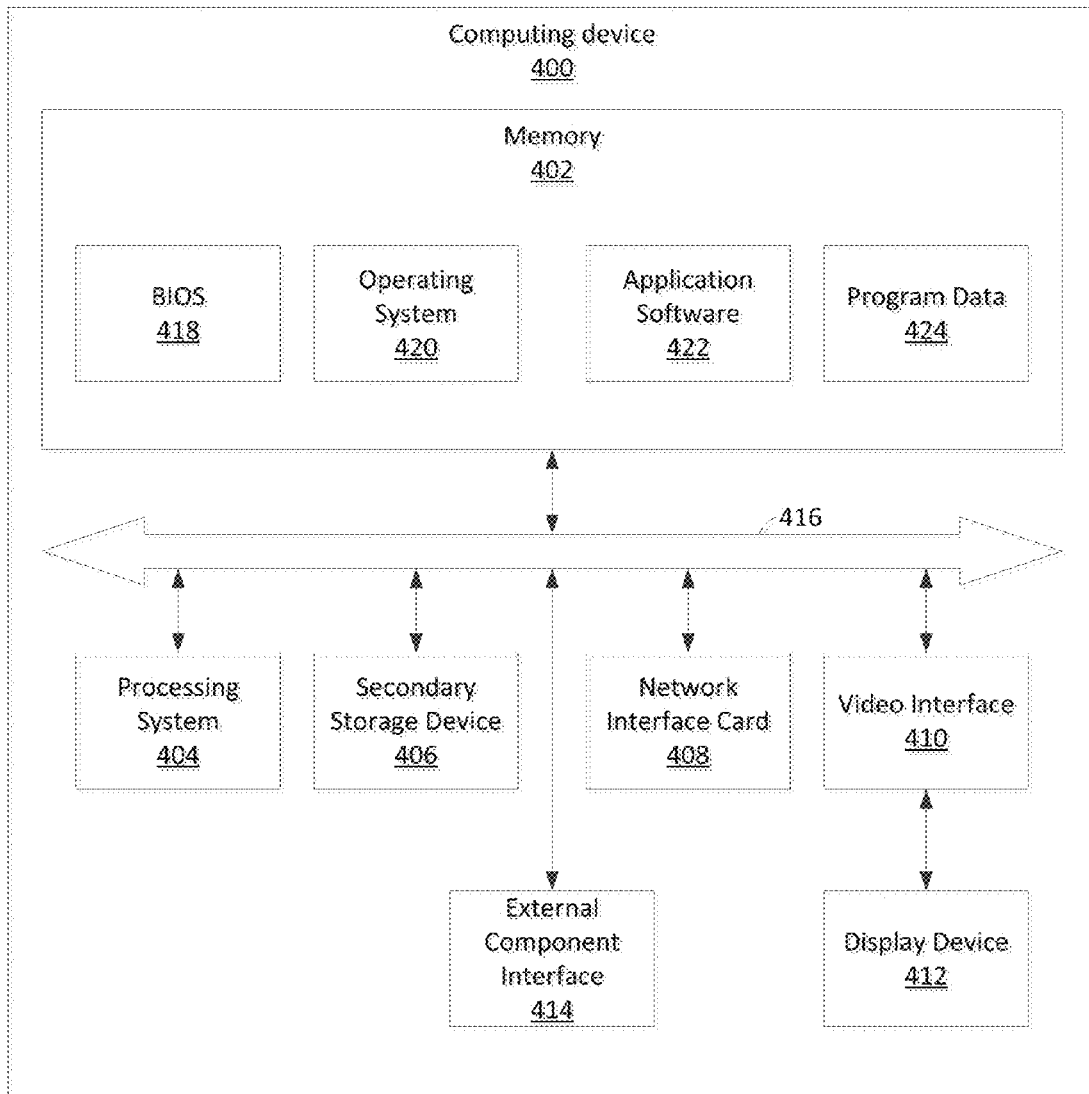 Computing device
400
Memory
402
BIOS
418
Operating
System
420
Application
Software
422
Program Data
424
416
Processing
System
404
Secondary
Storage Device
406
Network
Interface Card
408
Video Interface
410
External
Component
Interface
414
Display Device
412